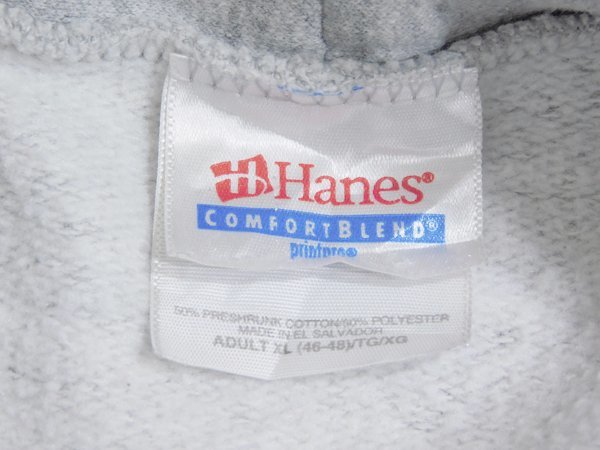 Hanes®
COMFORTBLEND®
printpro®
50% PRESHRUNK COTTON/50% POLYESTER
MADE IN EL SALVADOR
ADULT XL (46-48)/TG/XG